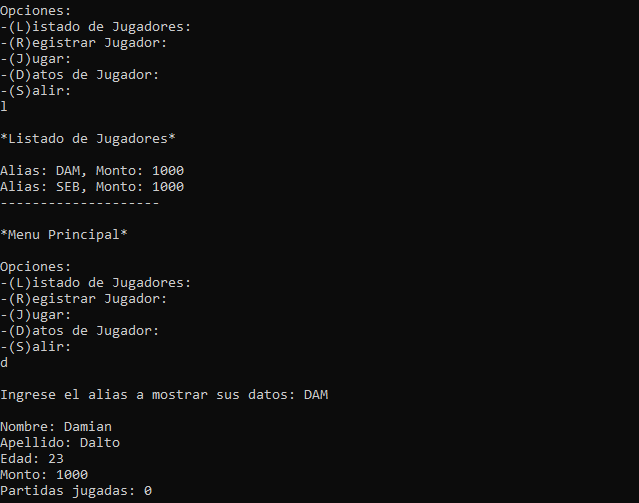 Opciones:
-(L)istado de Jugadores:
-(R)egistrar Jugador:
-(J)ugar:
-(D)atos de Jugador:
-(S)alir:
l
*Listado de Jugadores*
Alias: DAM, Monto: 1000
Alias: SEB, Monto: 1000
--------------------
*Menu Principal*
Opciones:
-(L)istado de Jugadores:
-(R)egistrar Jugador:
-(J)ugar:
-(D)atos de Jugador:
-(S)alir:
d
Ingrese el alias a mostrar sus datos: DAM
Nombre: Damian
Apellido: Dalto
Edad: 23
Monto: 1000
Partidas jugadas: 0